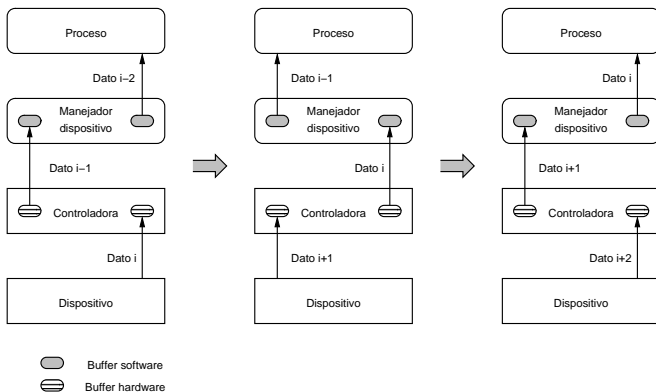 Proceso
Dato i−2
Manejador
dispositivo
Dato i−1
Controladora
Dato i
Dispositivo
Proceso
Dato i−1
Manejador
dispositivo
Dato i
Controladora
Dato i+1
Dispositivo
Proceso
Dato i
Manejador
dispositivo
Dato i+1
Controladora
Dato i+2
Dispositivo
Buffer software
Buffer hardware